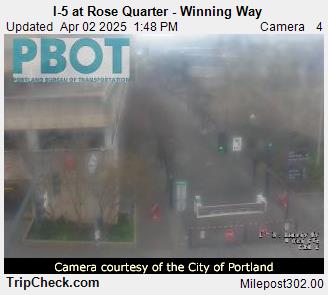 I-5 at Rose Quarter - Winning Way
Updated Apr 02 2025 1:48 PM Camera 4
PBOT
PORTLAND BUREAU OF TRANSPORTATION
Camera courtesy of the City of Portland
TripCheck.com Milepost302.00